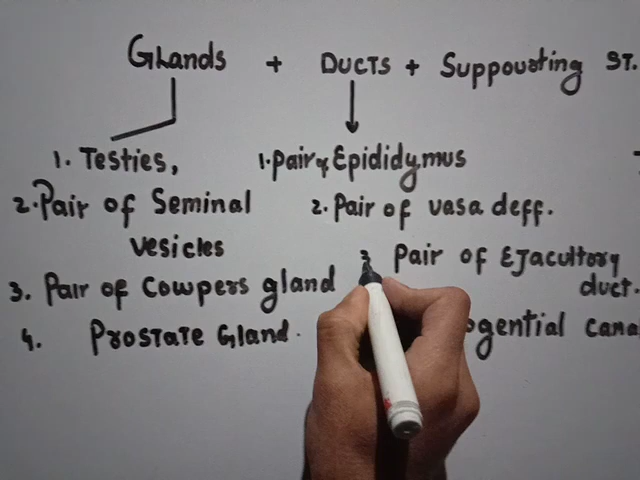 Glands + Ducts + Suppourting ST.
1. Testies,
2. Pair of Seminal
vesicles
3. Pair of Cowpers gland
4. Prostate Gland.
1. Pair of Epididymus
2. Pair of vasa deff.
3 Pair of Ejacultory
duct.